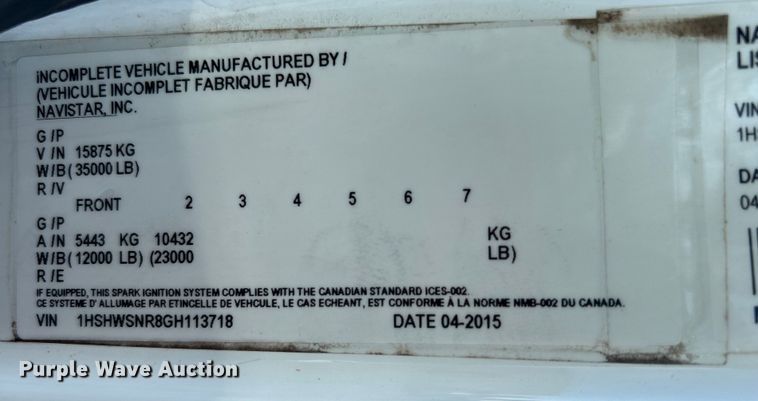 INCOMPLETE VEHICLE MANUFACTURED BY /
(VEHICULE INCOMPLET FABRIQUE PAR)
NAVISTAR, INC.
G /P
V /N 15875 KG
W/B ( 35000 LB)
R /V
FRONT 2 3 4 5 6 7
G /P
A /N 5443 KG 10432 KG
W/B ( 12000 LB) (23000 LB)
R /E
IF EQUIPPED, THIS SPARK IGNITION SYSTEM COMPLIES WITH THE CANADIAN STANDARD ICES-002.
CE SYSTEME D' ALLUMAGE PAR ETINCELLE DE VEHICULE, LE CAS ECHEANT, EST CONFORME A LA NORME NMB-002 DU CANADA.
VIN 1HSHWSNR8GH113718 DATE 04-2015
NA
LIS
VIN
1HS
DA
04
Purple Wave Auction